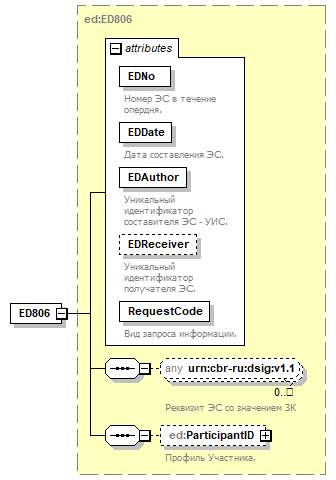 ed:ED806
attributes
EDNo
Номер ЭС в течение
опердня.
EDDate
Дата составления ЭС.
EDAuthor
Уникальный
идентификатор
составителя ЭС - УИС.
EDReceiver
Уникальный
идентификатор
получателя ЭС.
ED806
RequestCode
Вид запроса информации.
any urn:cbr-ru:dsig:v1.1
0..
Реквизит ЭС со значением ЗК
ed:ParticipantID
Профиль Участника.